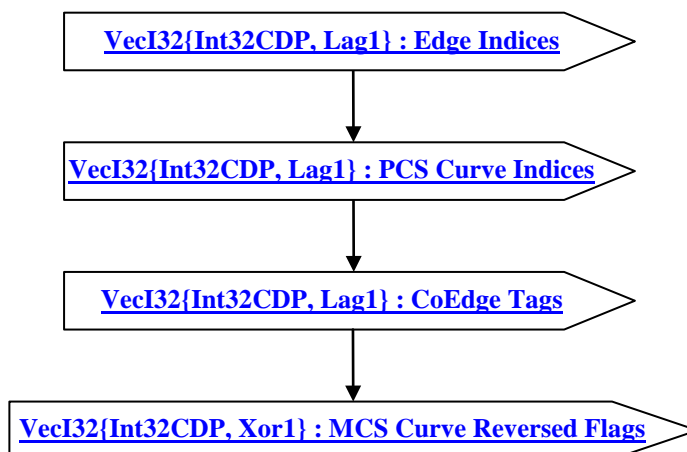 VecI32{Int32CDP, Lag1} : Edge Indices
VecI32{Int32CDP, Lag1} : PCS Curve Indices
VecI32{Int32CDP, Lag1} : CoEdge Tags
VecI32{Int32CDP, Xor1} : MCS Curve Reversed Flags